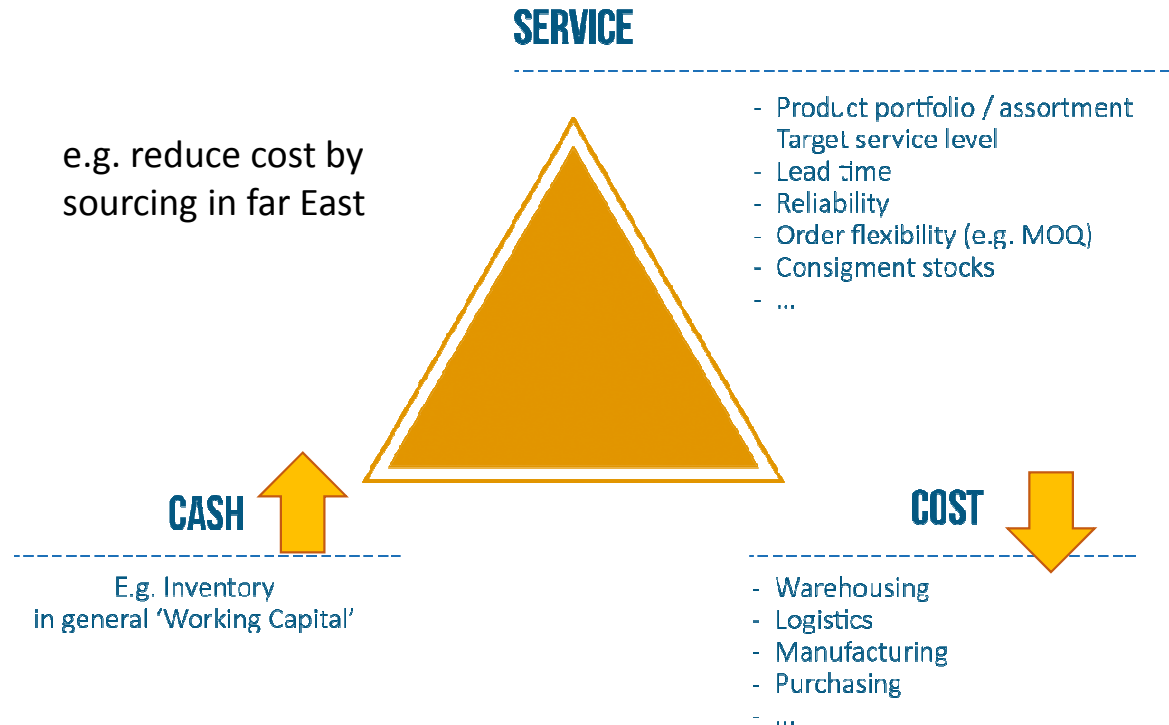 SERVICE
e.g. reduce cost by
sourcing in far East
- Product portfolio / assortment
Target service level
- Lead time
- Reliability
- Order flexibility (e.g. MOQ)
- Consigment stocks
- ...
CASH
E.g. Inventory
in general ‘Working Capital’
COST
- Warehousing
- Logistics
- Manufacturing
- Purchasing
- ...